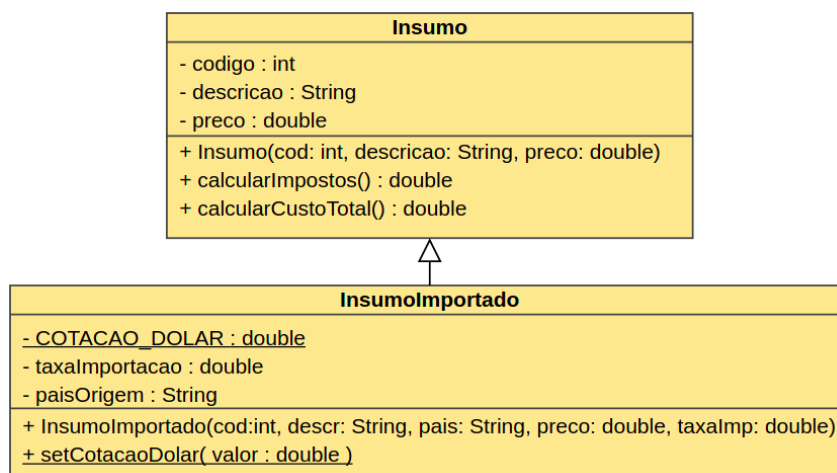 Insumo
- codigo : int
- descricao : String
- preco : double
+ Insumo(cod: int, descricao: String, preco: double)
+ calcularImpostos() : double
+ calcularCustoTotal() : double
InsumoImportado
- COTACAO_DOLAR : double
- taxaImportacao : double
- paisOrigem : String
+ InsumoImportado(cod:int, descr: String, pais: String, preco: double, taxaImp: double)
+ setCotacaoDolar( valor : double )